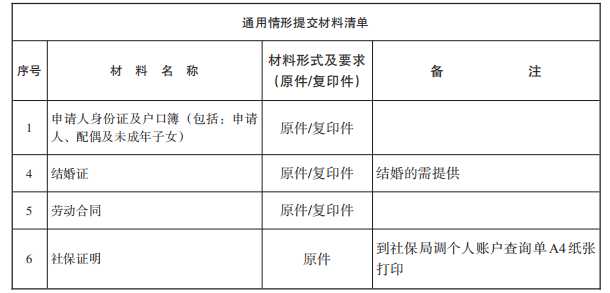 通用情形提交材料清单
序号
材 料 名 称
材料形式及要求
（原件/复印件）
备 注
1
申请人身份证及户口簿（包括：申请
人、配偶及未成年子女）
原件/复印件
4
结婚证
原件/复印件
结婚的需提供
5
劳动合同
原件/复印件
6
社保证明
原件
到社保局调个人账户查询单A4纸张
打印